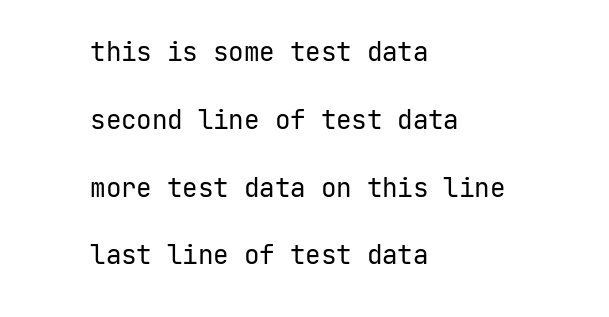 this is some test data
second line of test data
more test data on this line
last line of test data